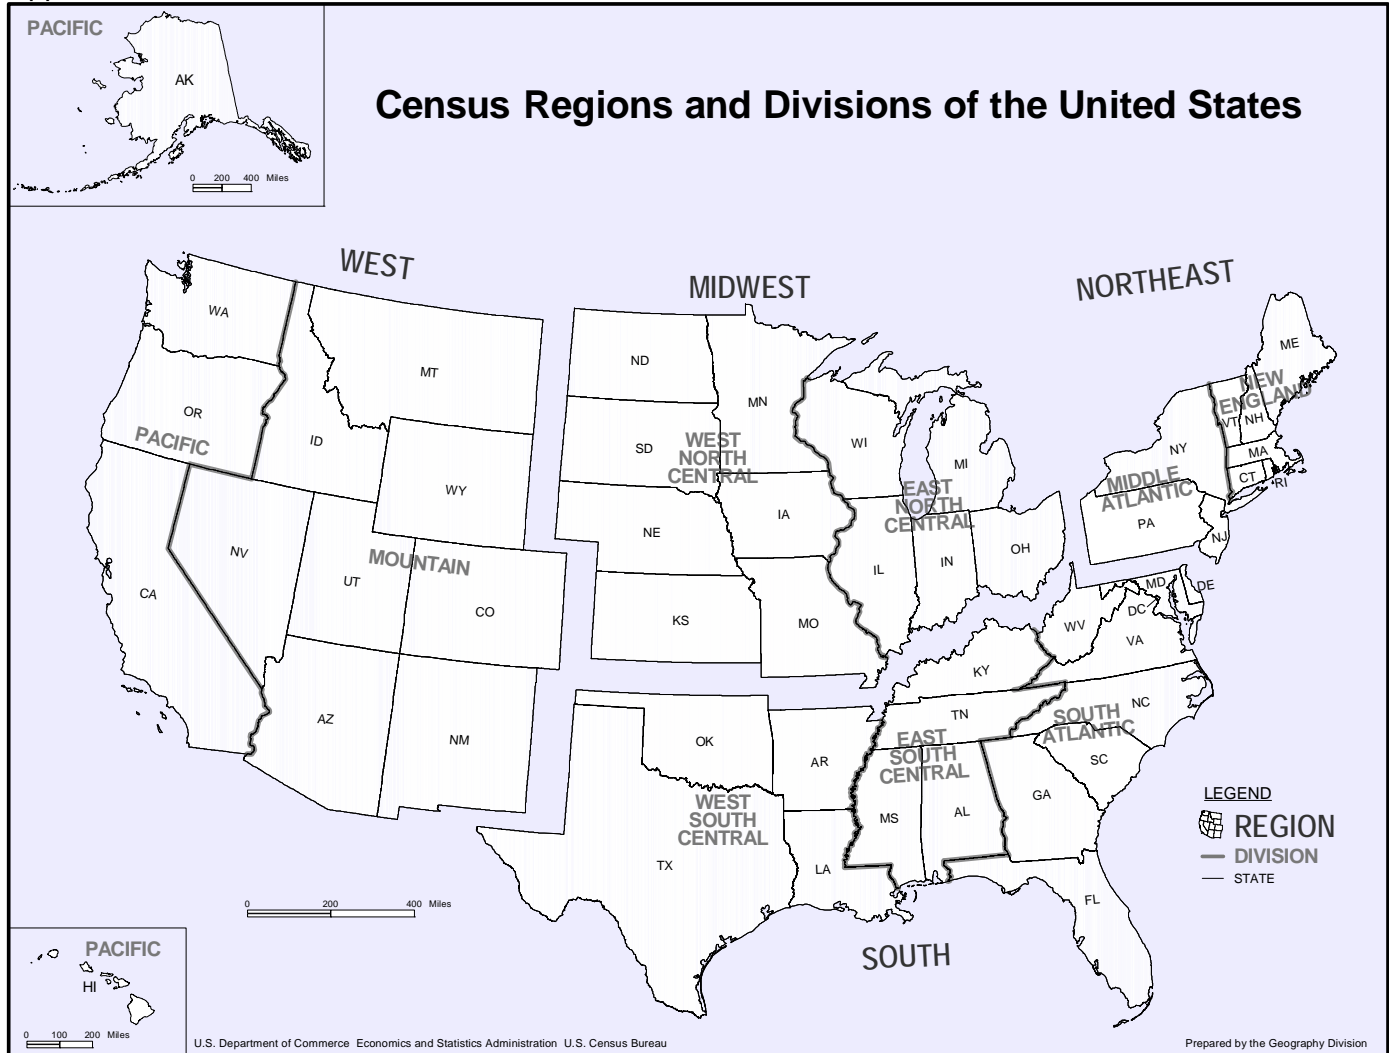 PACIFIC
AK
0 200 400 Miles
Census Regions and Divisions of the United States
WEST
MIDWEST
NORTHEAST
WA
MT
ND
MN
ME
OR
PACIFIC
ID
SD
WEST
NORTH
CENTRAL
WI
MI
NEW
ENGLAND
VT
NH
NY
MA
CT
RI
MIDDLE
ATLANTIC
WY
NE
IA
EAST
NORTH
CENTRAL
PA
NJ
NV
MOUNTAIN
UT
CO
CA
KS
MO
IL
IN
OH
MD
DE
DC
WV
VA
KY
AZ
NM
OK
AR
TN
NC
SOUTH
ATLANTIC
SC
EAST
SOUTH
CENTRAL
WEST
SOUTH
CENTRAL
MS
AL
GA
TX
LA
FL
LEGEND
REGION
DIVISION
STATE
0 200 400 Miles
SOUTH
PACIFIC
HI
0 100 200 Miles
U.S. Department of Commerce Economics and Statistics Administration U.S. Census Bureau
Prepared by the Geography Division